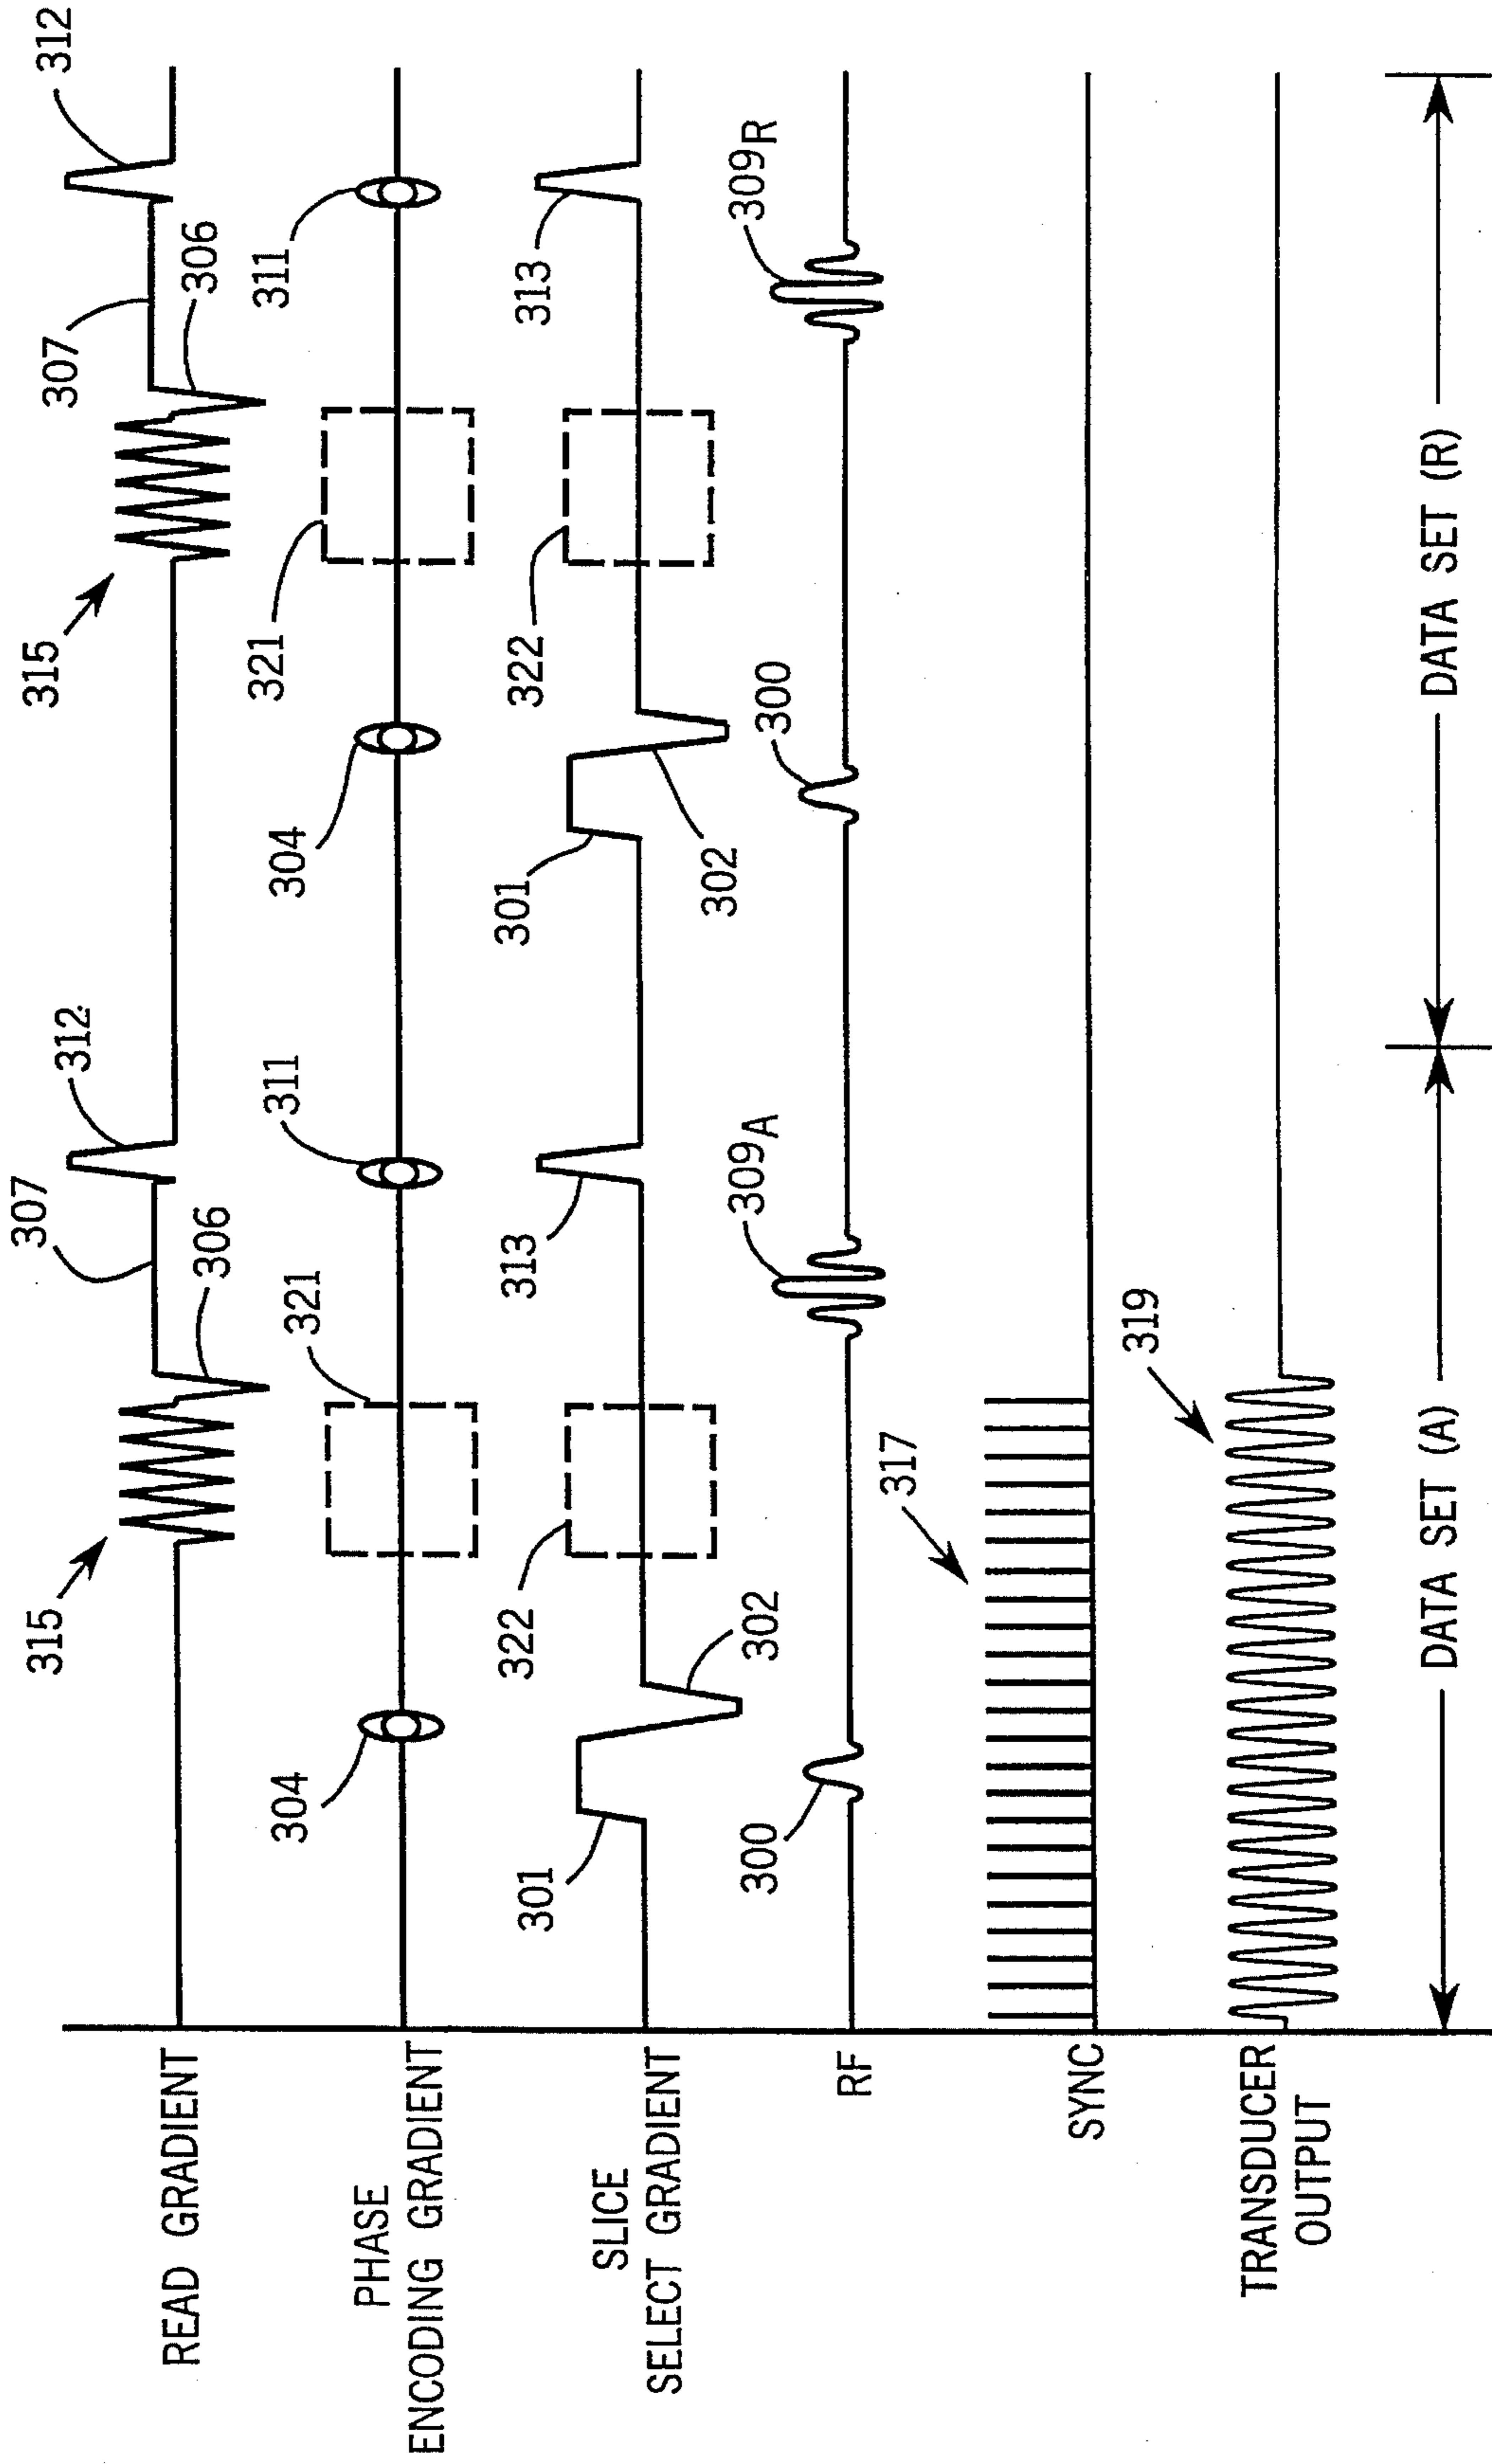 READ GRADIENT
315
307
306
312
315
307
306
312
PHASE
ENCODING GRADIENT
304
321
311
304
321
311
SLICE
SELECT GRADIENT
301
302
322
313
301
302
322
313
RF
300
309A
300
309R
SYNC
317
TRANSDUCER
OUTPUT
319
DATA SET (A)
DATA SET (R)